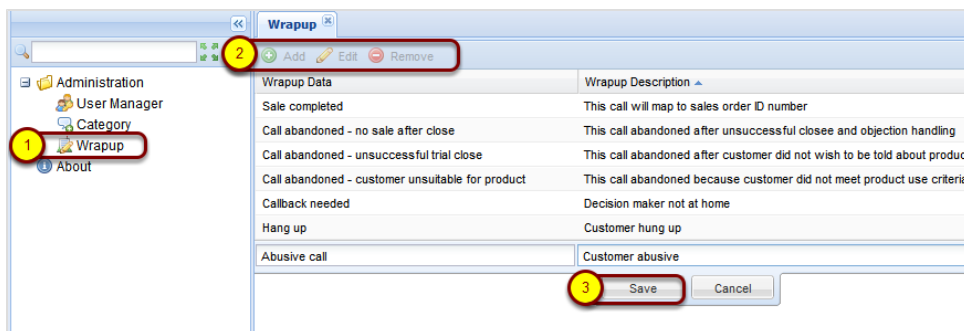 Wrapup
2 Add Edit Remove
Administration
User Manager
Category
1 Wrapup
About
Wrapup Data Wrapup Description
Sale completed This call will map to sales order ID number
Call abandoned - no sale after close This call abandoned after unsuccessful closee and objection handling
Call abandoned - unsuccessful trial close This call abandoned after customer did not wish to be told about produc
Call abandoned - customer unsuitable for product This call abandoned because customer did not meet product use criteria
Callback needed Decision maker not at home
Hang up Customer hung up
Abusive call Customer abusive
3 Save Cancel